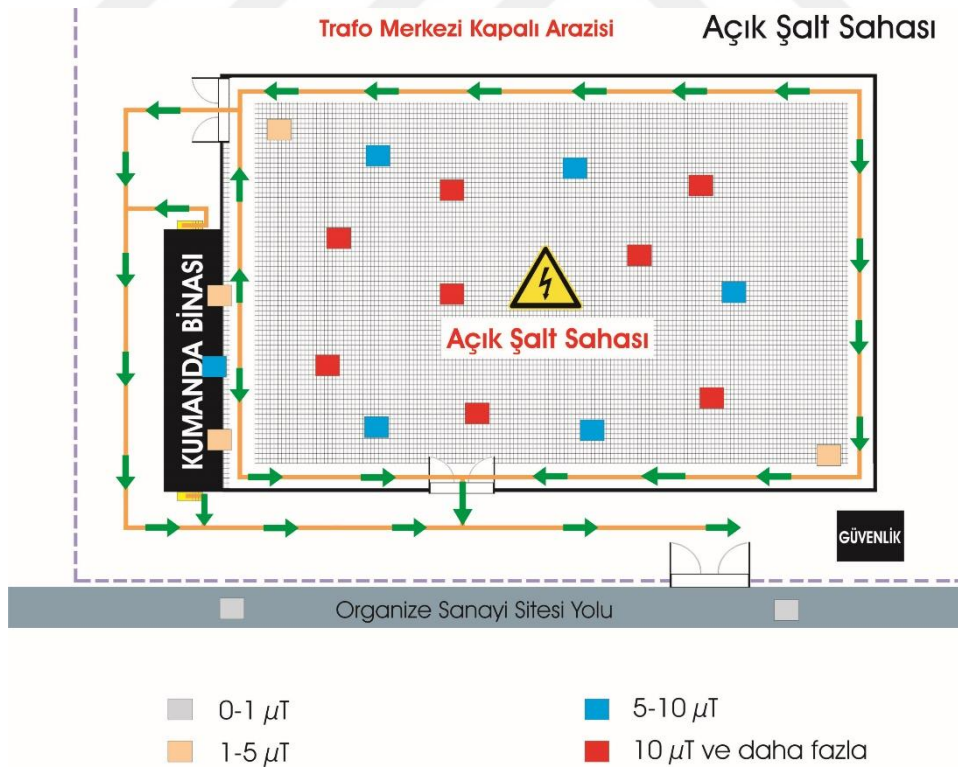 Trafo Merkezi Kapalı Arazisi
Açık Şalt Sahası
KUMANDA BİNASI
Açık Şalt Sahası
GÜVENLİK
Organize Sanayi Sitesi Yolu
0-1 µT
5-10 µT
1-5 µT
10 µT ve daha fazla